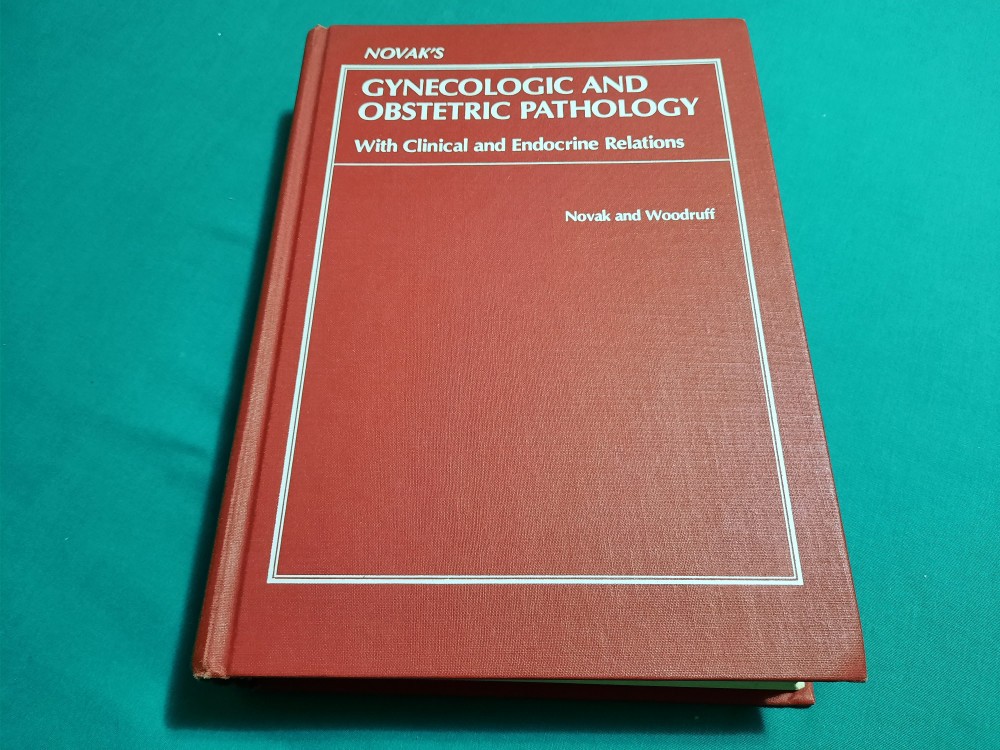 NOVAK'S
GYNECOLOGIC AND
OBSTETRIC PATHOLOGY
With Clinical and Endocrine Relations
Novak and Woodruff